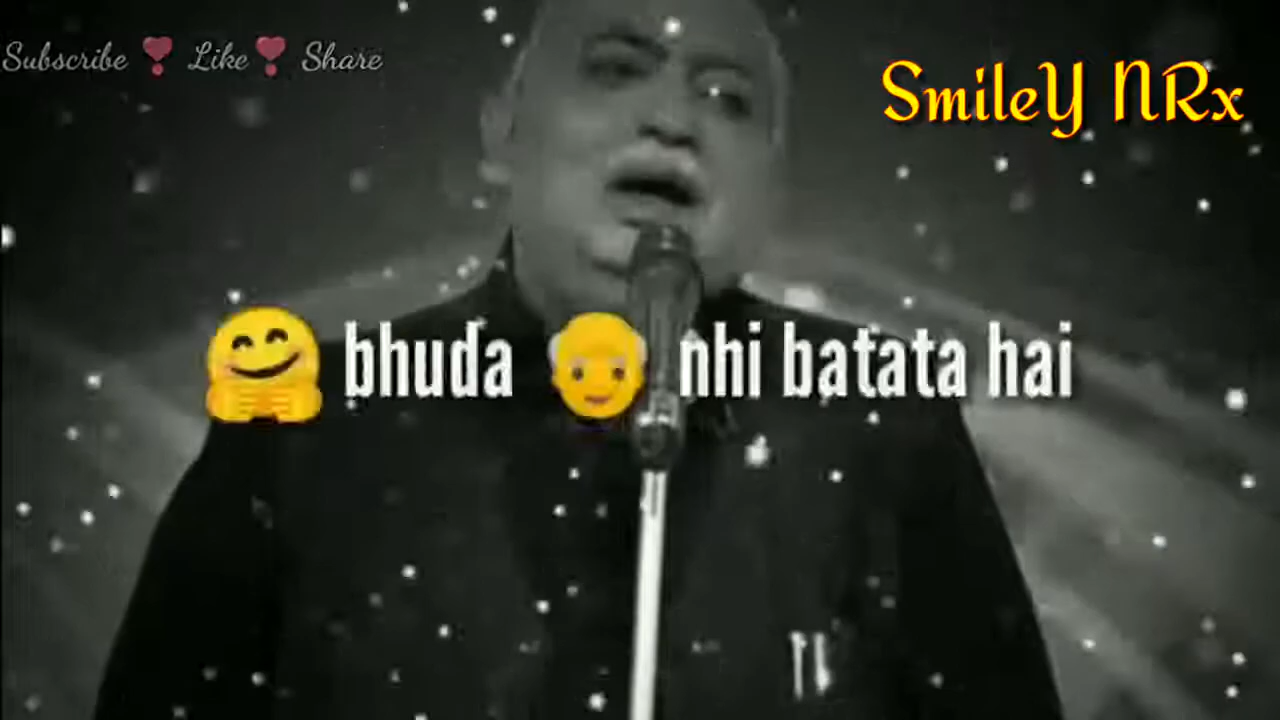 Subscribe ❣ Like ❣ Share
SmileY NRx
🤗 bhuda 👴 nhi batata hai